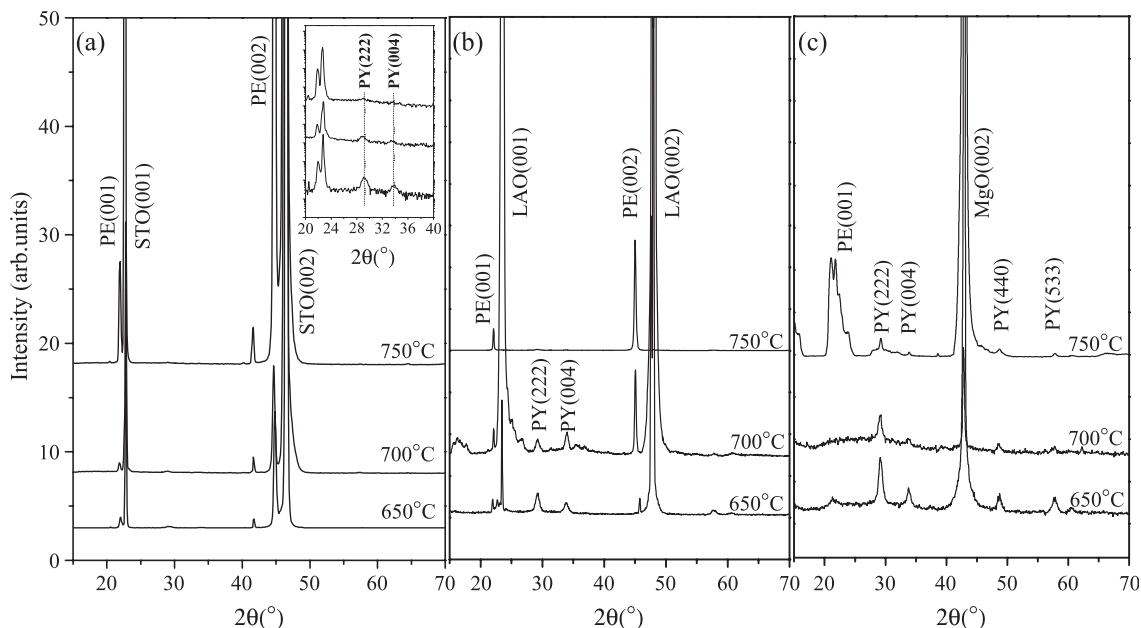 50
40
30
20
10
0
Intensity (arb.units)
(a)
PE(001)
STO(001)
PE(002)
STO(002)
750°C
700°C
650°C
15 20 30 40 50 60 70
2θ(°)
PY(222)
PY(004)
20 24 28 32 36 40
2θ(°)
(b)
PE(001)
LAO(001)
PE(002)
LAO(002)
750°C
PY(222)
PY(004)
700°C
650°C
20 30 40 50 60 70
2θ(°)
(c)
PE(001)
PY(222)
PY(004)
MgO(002)
PY(440)
PY(533)
750°C
700°C
650°C
20 30 40 50 60 70
2θ(°)